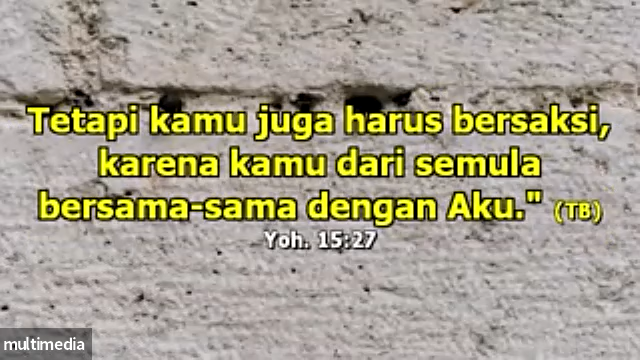 Tetapi kamu juga harus bersaksi,
karena kamu dari semula
bersama-sama dengan Aku." (TB)
Yoh. 15:27
multimedia